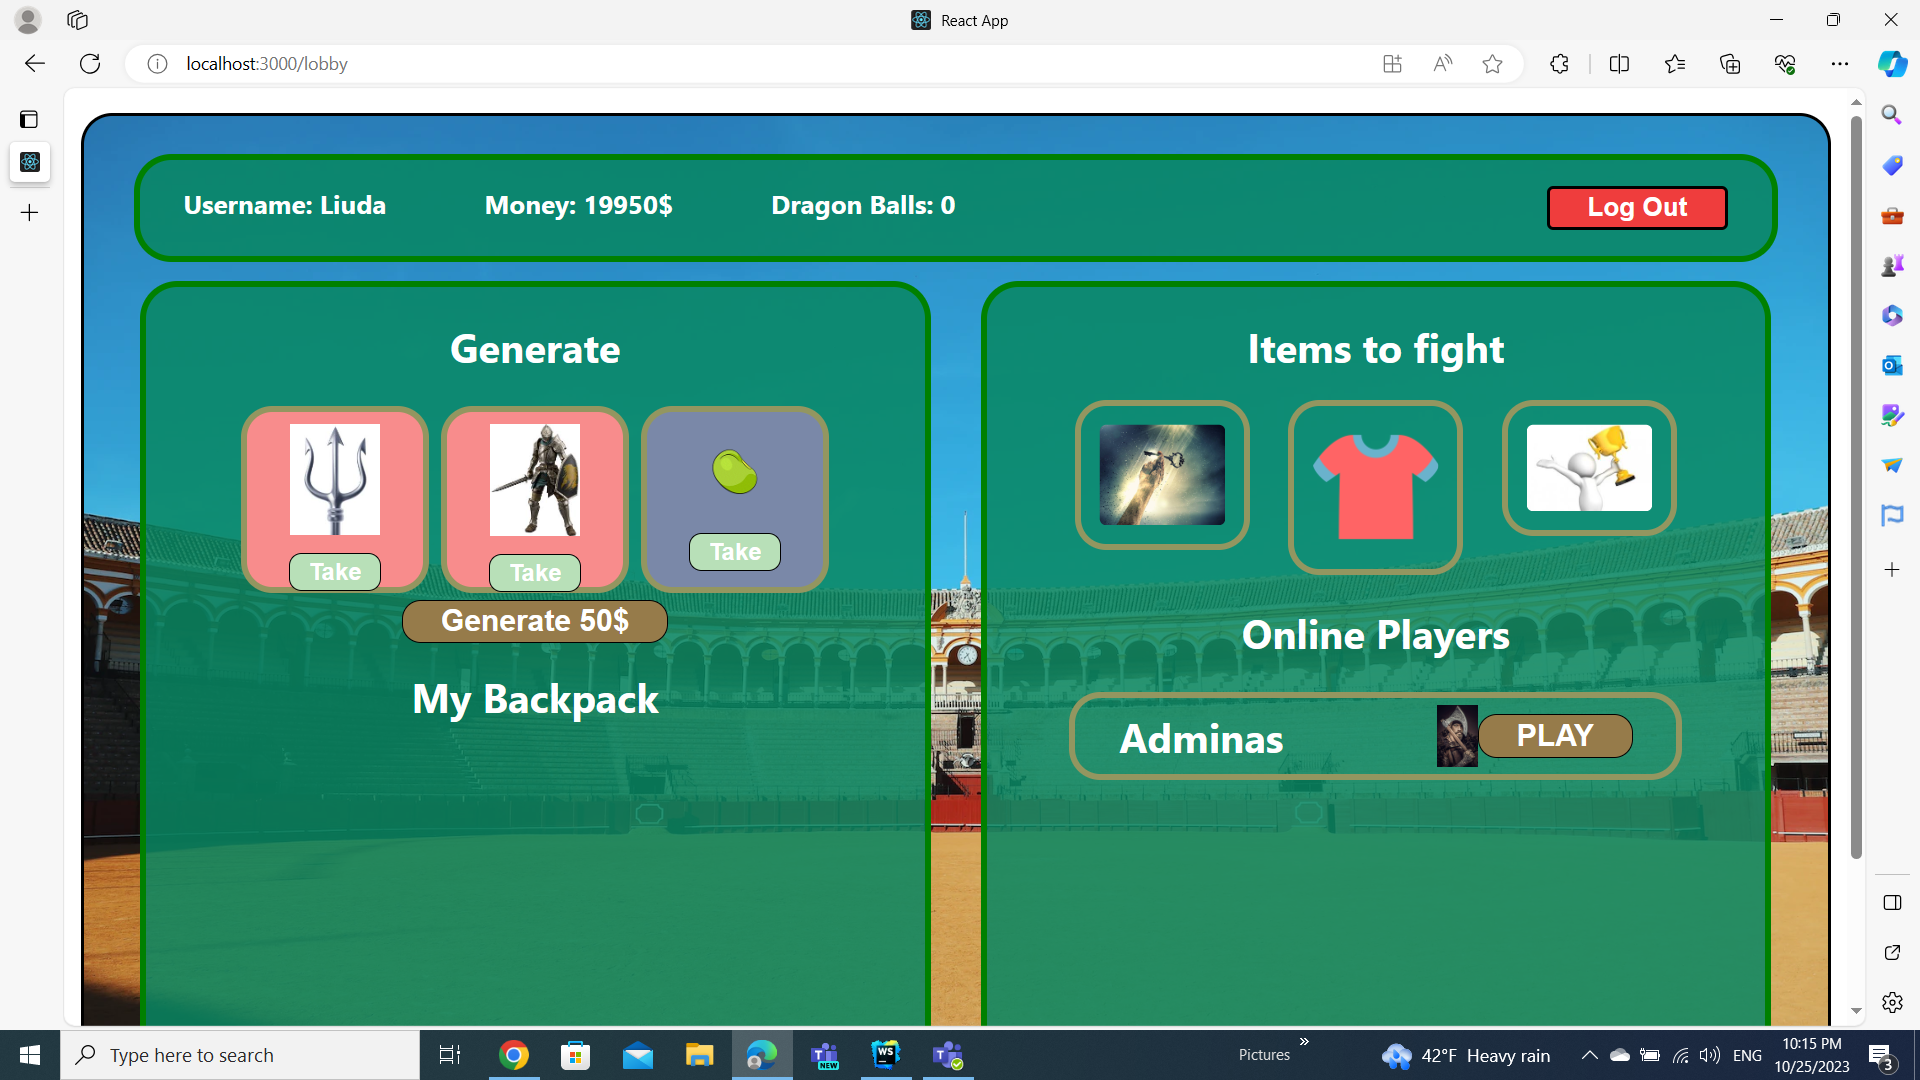 React App
localhost:3000/lobby
Username: Liuda
Money: 19950$
Dragon Balls: 0
Log Out
Generate
Take
Take
Take
Generate 50$
My Backpack
Items to fight
Online Players
Adminas
PLAY
Type here to search
NEW
WS
Pictures
42°F Heavy rain
ENG
10:15 PM
10/25/2023
3